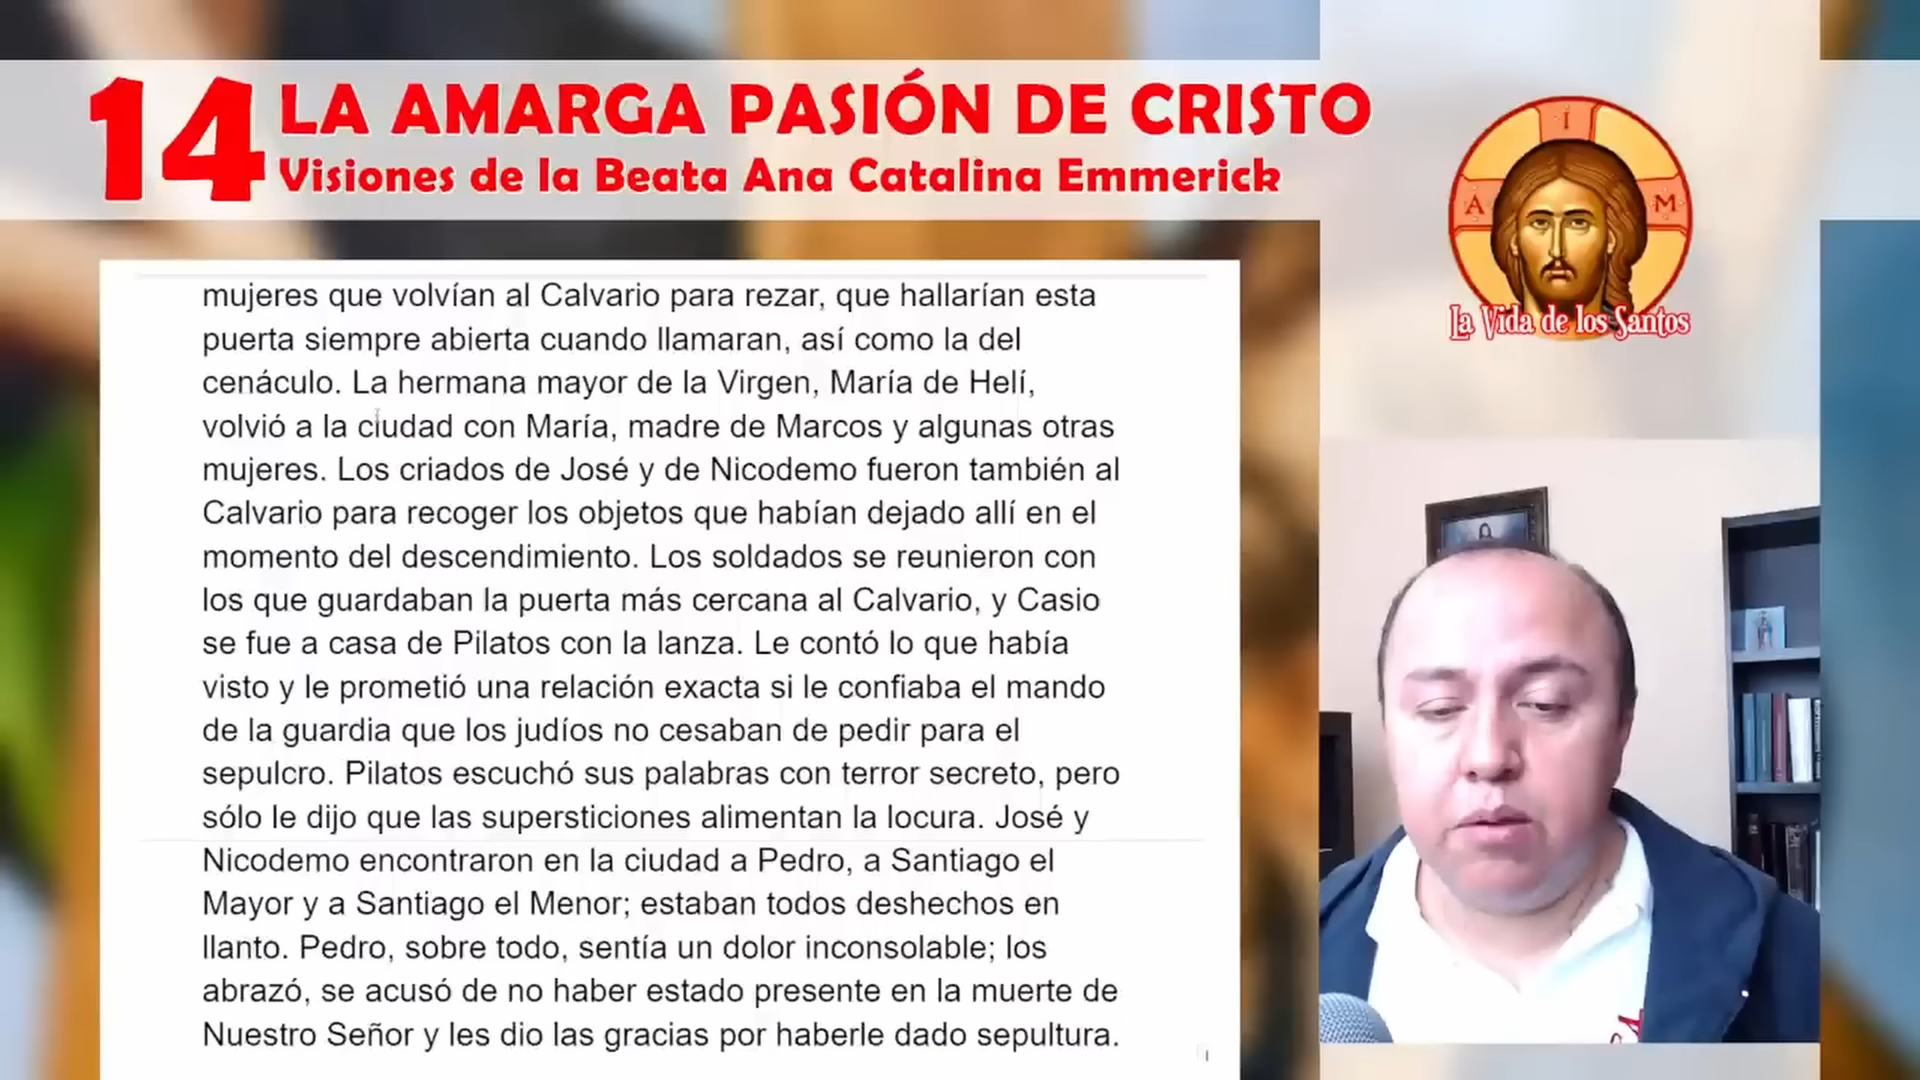 14 LA AMARGA PASIÓN DE CRISTO
Visiones de la Beata Ana Catalina Emmerick
I
A M
La Vida de los Santos
mujeres que volvían al Calvario para rezar, que hallarían esta
puerta siempre abierta cuando llamaran, así como la del
cenáculo. La hermana mayor de la Virgen, María de Helí,
volvió a la ciudad con María, madre de Marcos y algunas otras
mujeres. Los criados de José y de Nicodemo fueron también al
Calvario para recoger los objetos que habían dejado allí en el
momento del descendimiento. Los soldados se reunieron con
los que guardaban la puerta más cercana al Calvario, y Casio
se fue a casa de Pilatos con la lanza. Le contó lo que había
visto y le prometió una relación exacta si le confiaba el mando
de la guardia que los judíos no cesaban de pedir para el
sepulcro. Pilatos escuchó sus palabras con terror secreto, pero
sólo le dijo que las supersticiones alimentan la locura. José y
Nicodemo encontraron en la ciudad a Pedro, a Santiago el
Mayor y a Santiago el Menor; estaban todos deshechos en
llanto. Pedro, sobre todo, sentía un dolor inconsolable; los
abrazó, se acusó de no haber estado presente en la muerte de
Nuestro Señor y les dio las gracias por haberle dado sepultura.